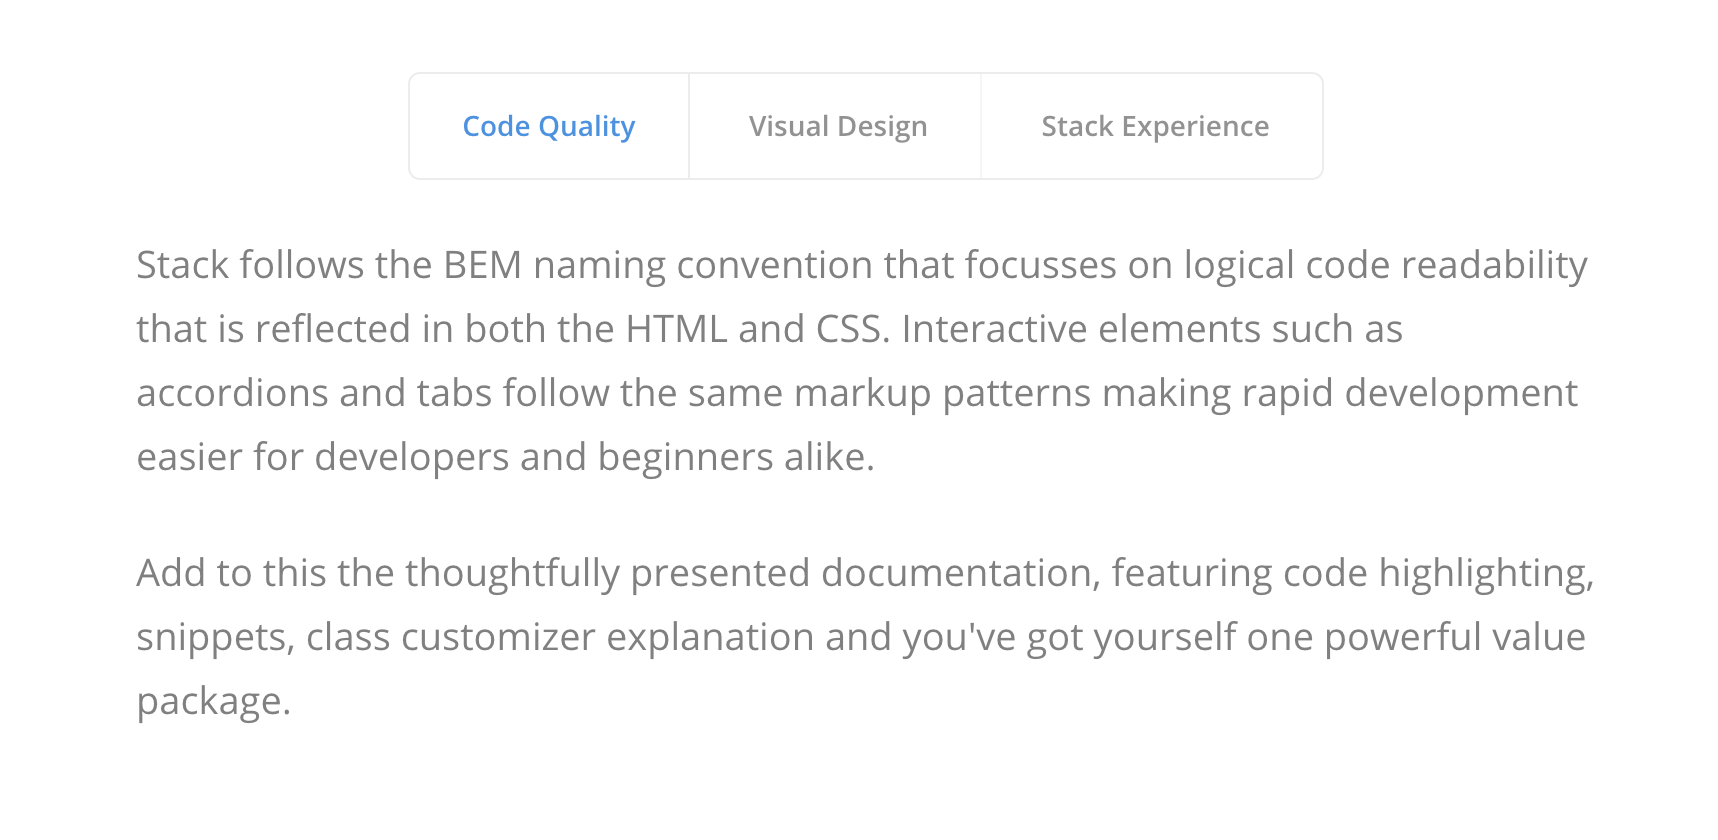 Code Quality
Visual Design
Stack Experience
Stack follows the BEM naming convention that focusses on logical code readability
that is reflected in both the HTML and CSS. Interactive elements such as
accordions and tabs follow the same markup patterns making rapid development
easier for developers and beginners alike.
Add to this the thoughtfully presented documentation, featuring code highlighting,
snippets, class customizer explanation and you've got yourself one powerful value
package.